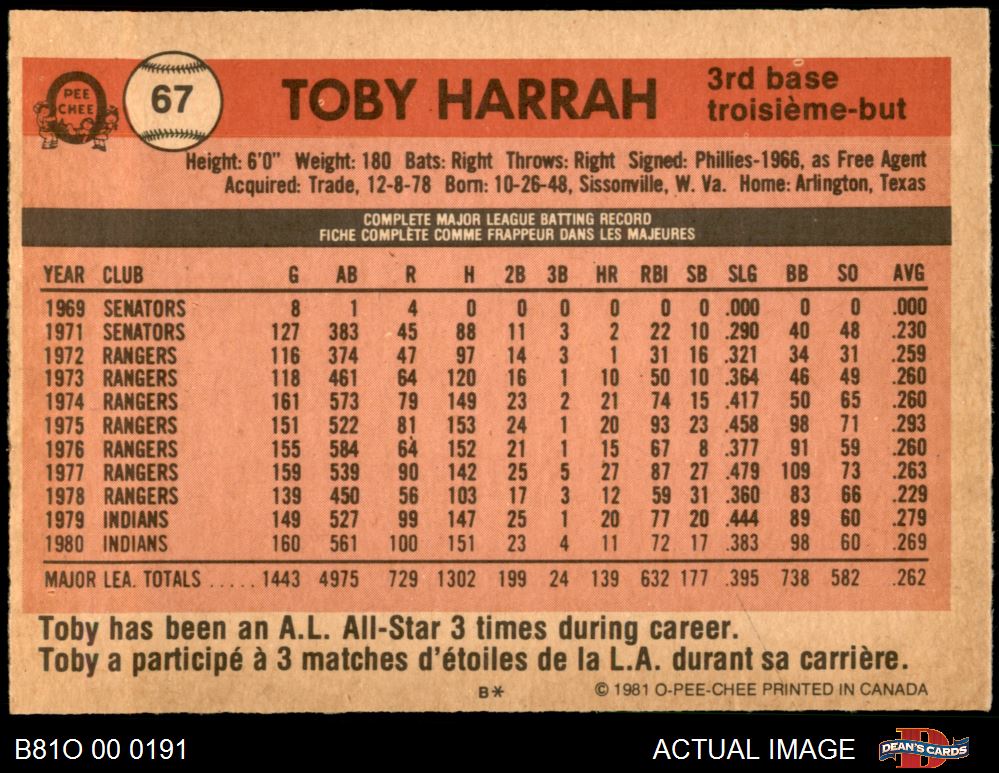 PEE
CHEE
67
TOBY HARRAH
3rd base
troisième-but
Height: 6'0" Weight: 180 Bats: Right Throws: Right Signed: Phillies-1966, as Free Agent
Acquired: Trade, 12-8-78 Born: 10-26-48, Sissonville, W. Va. Home: Arlington, Texas
COMPLETE MAJOR LEAGUE BATTING RECORD
FICHE COMPLÈTE COMME FRAPPEUR DANS LES MAJEURES
YEAR CLUB G AB R H 2B 3B HR RBI SB SLG BB SO AVG
1969 SENATORS 8 1 4 0 0 0 0 0 0 .000 0 0 .000
1971 SENATORS 127 383 45 88 11 3 2 22 10 .290 40 48 .230
1972 RANGERS 116 374 47 97 14 3 1 31 16 .321 34 31 .259
1973 RANGERS 118 461 64 120 16 1 10 50 10 .364 46 49 .260
1974 RANGERS 161 573 79 149 23 2 21 74 15 .417 50 65 .260
1975 RANGERS 151 522 81 153 24 1 20 93 23 .458 98 71 .293
1976 RANGERS 155 584 64 152 21 1 15 67 8 .377 91 59 .260
1977 RANGERS 159 539 90 142 25 5 27 87 27 .479 109 73 .263
1978 RANGERS 139 450 56 103 17 3 12 59 31 .360 83 66 .229
1979 INDIANS 149 527 99 147 25 1 20 77 20 .444 89 60 .279
1980 INDIANS 160 561 100 151 23 4 11 72 17 .383 98 60 .269
MAJOR LEA. TOTALS ..... 1443 4975 729 1302 199 24 139 632 177 .395 738 582 .262
Toby has been an A.L. All-Star 3 times during career.
Toby a participé à 3 matches d'étoiles de la L.A. durant sa carrière.
B* © 1981 O-PEE-CHEE PRINTED IN CANADA
B81O 00 0191
ACTUAL IMAGE
D
DEAN'S CARDS